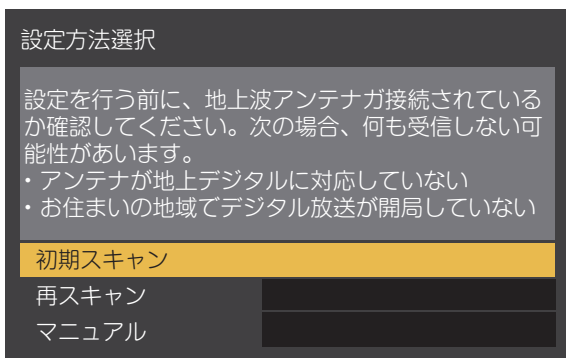 設定方法選択
設定を行う前に、地上波アンテナガ接続されている
か確認してください。次の場合、何も受信しない可
能性があいます。
・アンテナが地上デジタルに対応していない
・お住まいの地域でデジタル放送が開局していない
初期スキャン
再スキャン
マニュアル